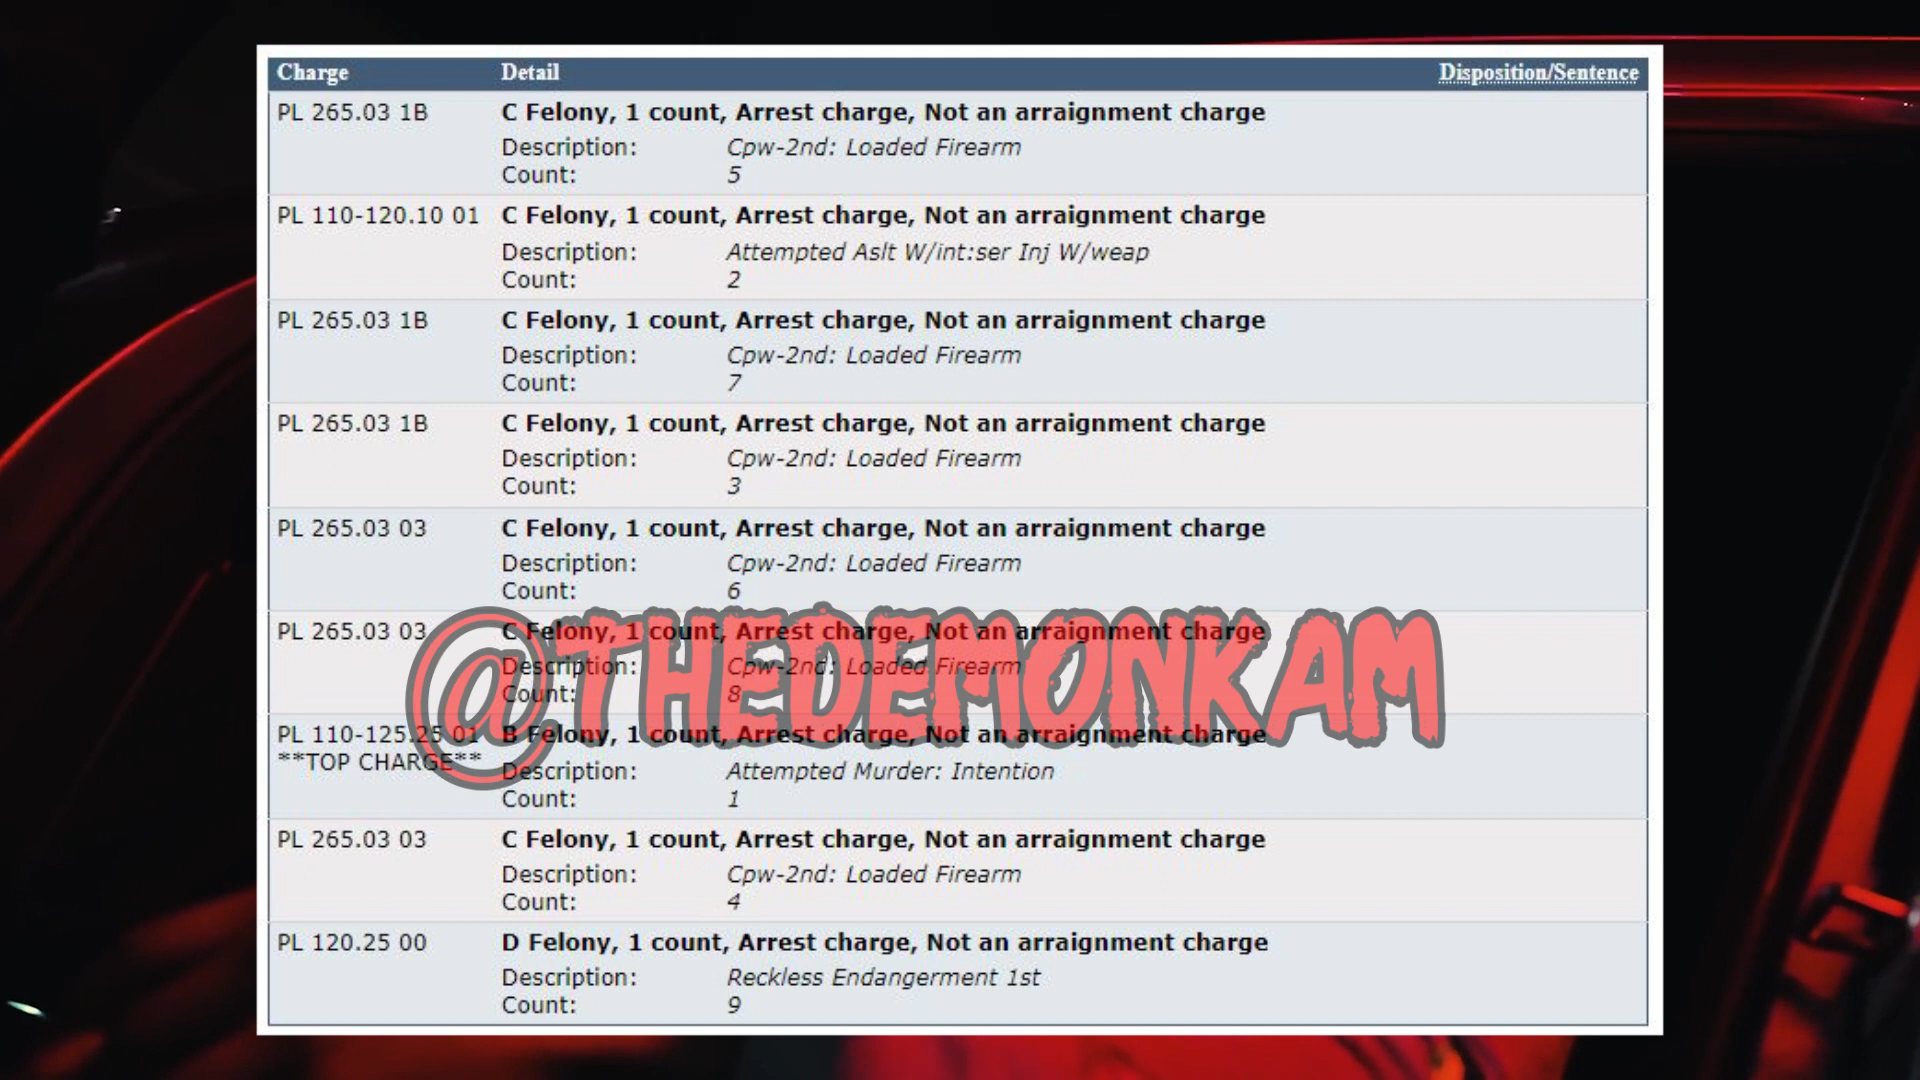 Charge Detail Disposition/Sentence
PL 265.03 1B C Felony, 1 count, Arrest charge, Not an arraignment charge
Description: Cpw-2nd: Loaded Firearm
Count: 5
PL 110-120.10 01 C Felony, 1 count, Arrest charge, Not an arraignment charge
Description: Attempted Aslt W/int:ser Inj W/weap
Count: 2
PL 265.03 1B C Felony, 1 count, Arrest charge, Not an arraignment charge
Description: Cpw-2nd: Loaded Firearm
Count: 7
PL 265.03 1B C Felony, 1 count, Arrest charge, Not an arraignment charge
Description: Cpw-2nd: Loaded Firearm
Count: 3
PL 265.03 03 C Felony, 1 count, Arrest charge, Not an arraignment charge
Description: Cpw-2nd: Loaded Firearm
Count: 6
PL 265.03 03 C Felony, 1 count, Arrest charge, Not an arraignment charge
Description: Cpw-2nd: Loaded Firearm
Count: 8
@THEDEMONKAM
PL 110-125.25 01 B Felony, 1 count, Arrest charge, Not an arraignment charge
**TOP CHARGE**
Description: Attempted Murder: Intention
Count: 1
PL 265.03 03 C Felony, 1 count, Arrest charge, Not an arraignment charge
Description: Cpw-2nd: Loaded Firearm
Count: 4
PL 120.25 00 D Felony, 1 count, Arrest charge, Not an arraignment charge
Description: Reckless Endangerment 1st
Count: 9